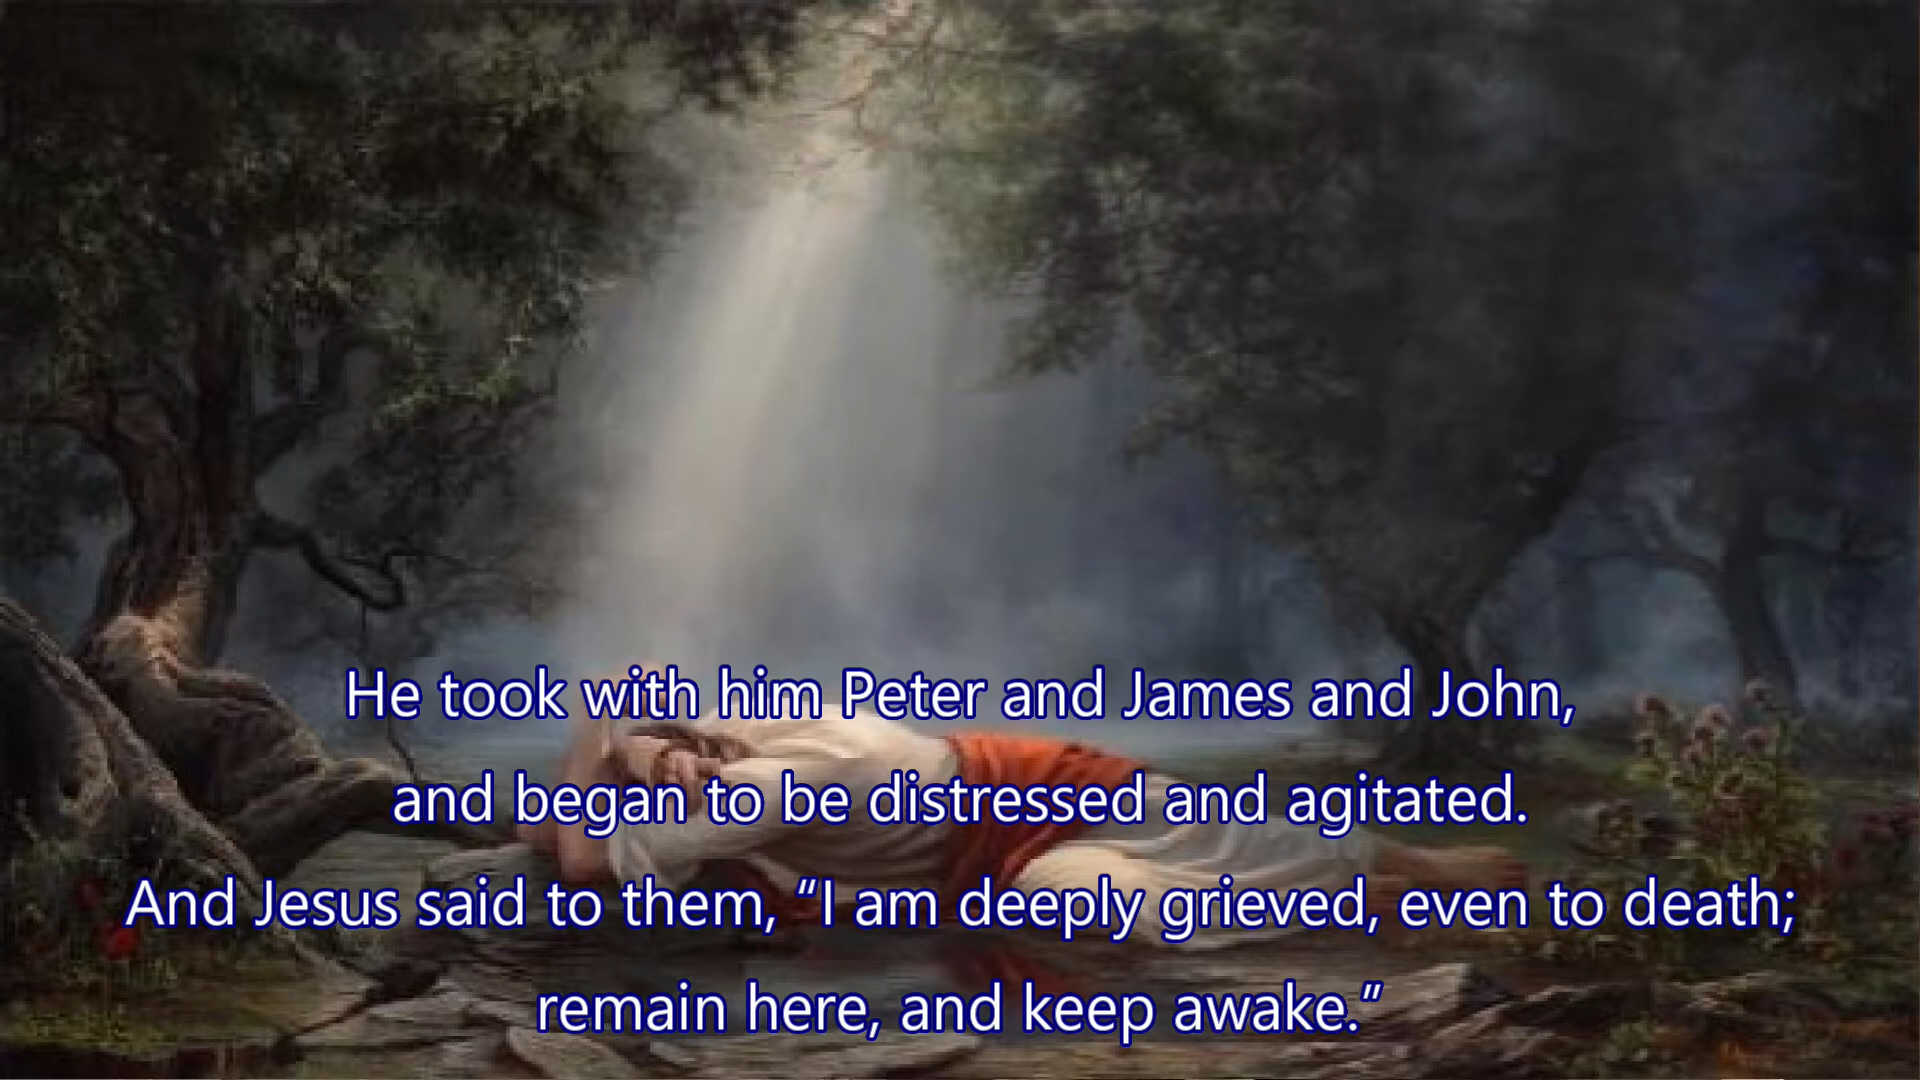 He took with him Peter and James and John,
and began to be distressed and agitated.
And Jesus said to them, “I am deeply grieved, even to death;
remain here, and keep awake.”